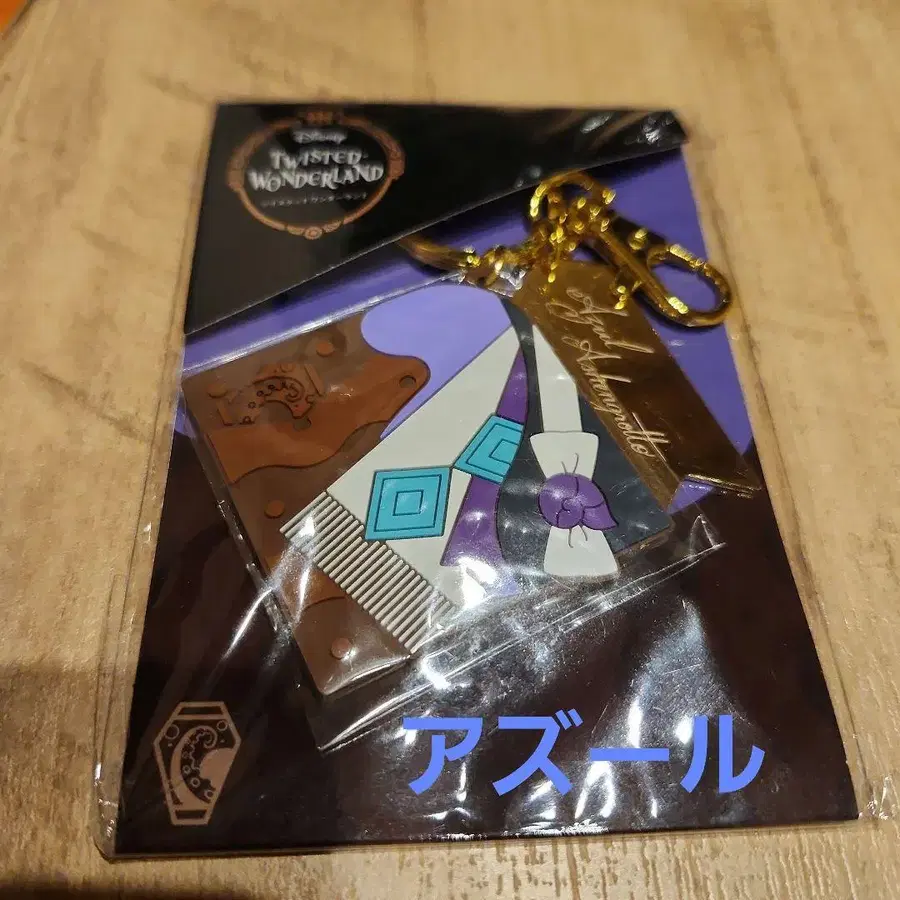 Disney
TWISTED-
WONDERLAND
ツイステッドワンダーランド
Azul
Ashengrotto
アズール